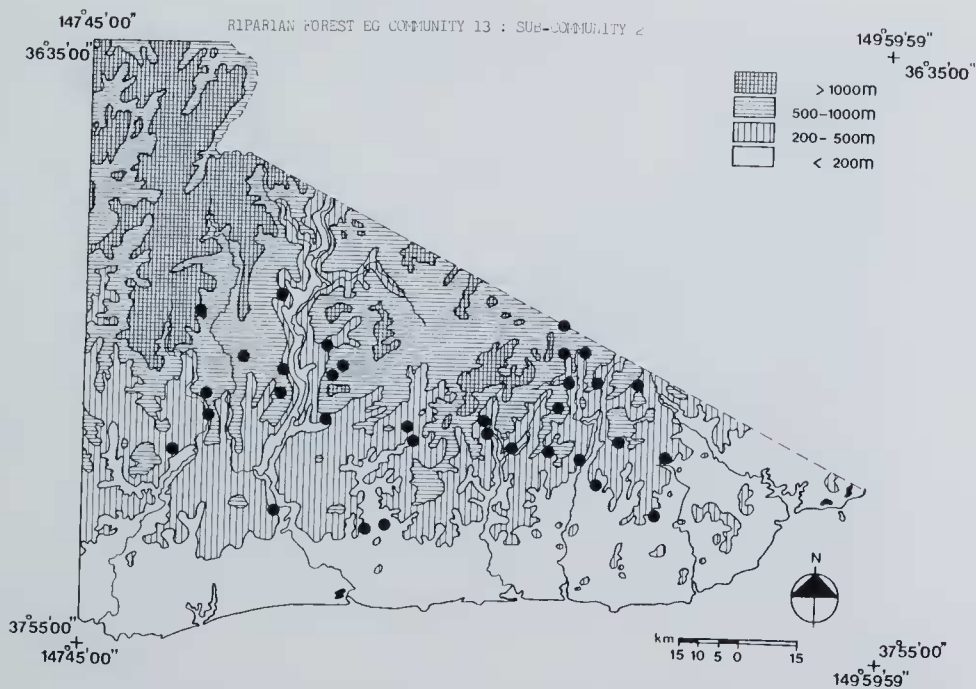 RIPARIAN FOREST EG COMMUNITY 13 : SUB-COMMUNITY 2
147°45'00"
36°35'00"
149°59'59"
36°35'00"
> 1000m
500-1000m
200-500m
< 200m
N
37°55'00"
147°45'00"
km
15 10 5 0 15
37°55'00"
149°59'59"